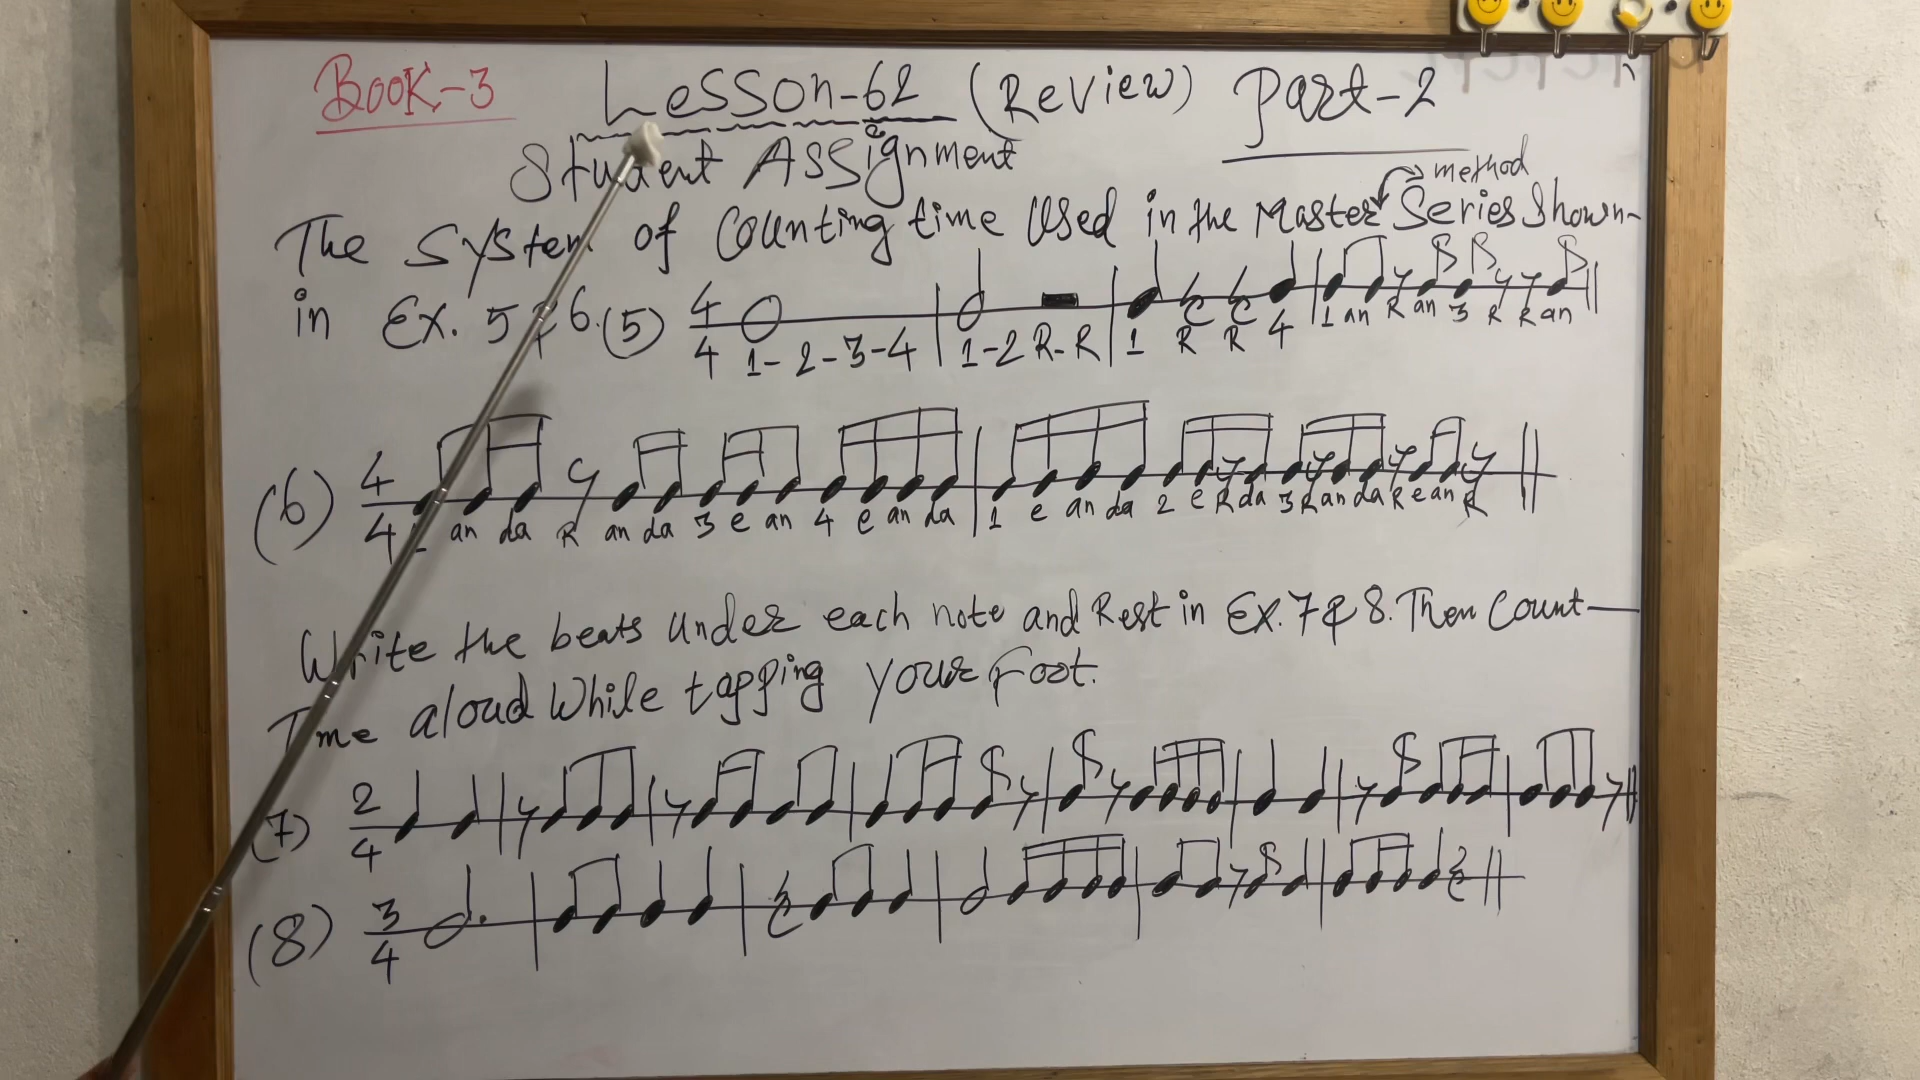 BOOK-3 Lesson-62 (Review) Part-2
Student Assignment
method
The System of Counting time Used in the Master Series Shown-
in Ex. 5 & 6. (5) 4/4 1-2-3-4 1-2 R-R 1 R R 4 1 an R an 3 R R an
(6) 4/4 1 an da R an da 3 e an 4 e an da 1 e an da 2 e R da 3 R an da R e an R
Write the beats Under each note and Rest in Ex. 7 & 8. Then Count-
Time aloud While tapping your Foot.
(7) 2/4
(8) 3/4